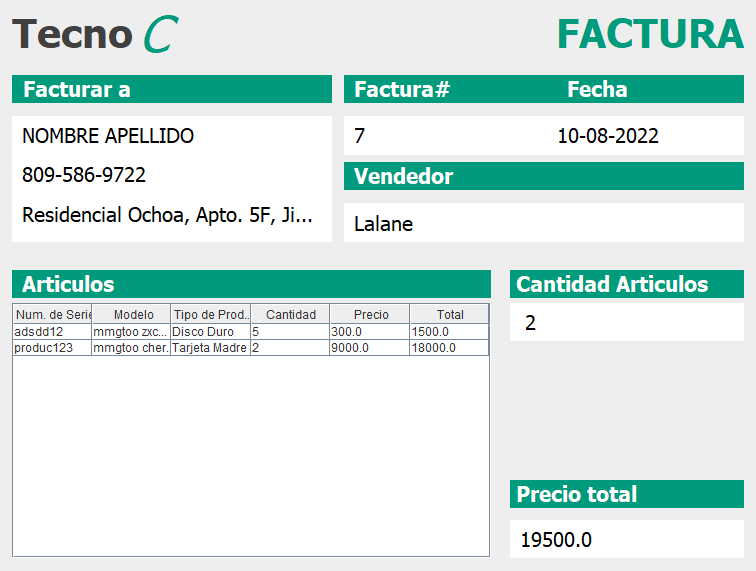 Tecno C
FACTURA
Facturar a
NOMBRE APELLIDO
809-586-9722
Residencial Ochoa, Apto. 5F, Ji...
Factura# Fecha
7 10-08-2022
Vendedor
Lalane
Articulos
Num. de Serie Modelo Tipo de Prod... Cantidad Precio Total
adsdd12 mmgtoo zxc... Disco Duro 5 300.0 1500.0
produc123 mmgtoo cher... Tarjeta Madre 2 9000.0 18000.0
Cantidad Articulos
2
Precio total
19500.0